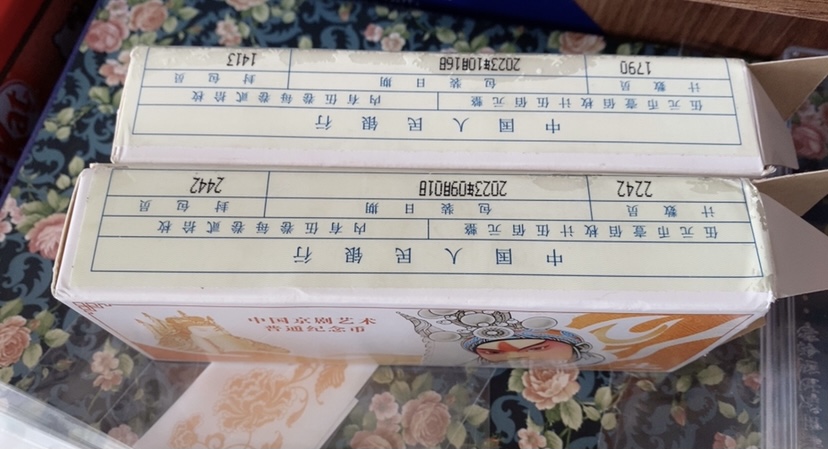 中国人民银行
伍元币壹佰枚计伍佰元整 内有伍卷每卷贰拾枚
计数员 包装日期 封包员
1790 2023年10月16日 1413
中国人民银行
伍元币壹佰枚计伍佰元整 内有伍卷每卷贰拾枚
计数员 包装日期 封包员
2242 2023年09月01日 2442
中国京剧艺术
普通纪念币